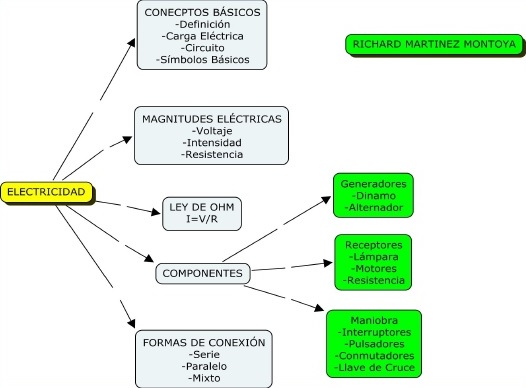 CONECPTOS BÁSICOS
-Definición
-Carga Eléctrica
-Circuito
-Símbolos Básicos
RICHARD MARTINEZ MONTOYA
MAGNITUDES ELÉCTRICAS
-Voltaje
-Intensidad
-Resistencia
ELECTRICIDAD
LEY DE OHM
I=V/R
COMPONENTES
Generadores
-Dinamo
-Alternador
Receptores
-Lámpara
-Motores
-Resistencia
Maniobra
-Interruptores
-Pulsadores
-Conmutadores
-Llave de Cruce
FORMAS DE CONEXIÓN
-Serie
-Paralelo
-Mixto